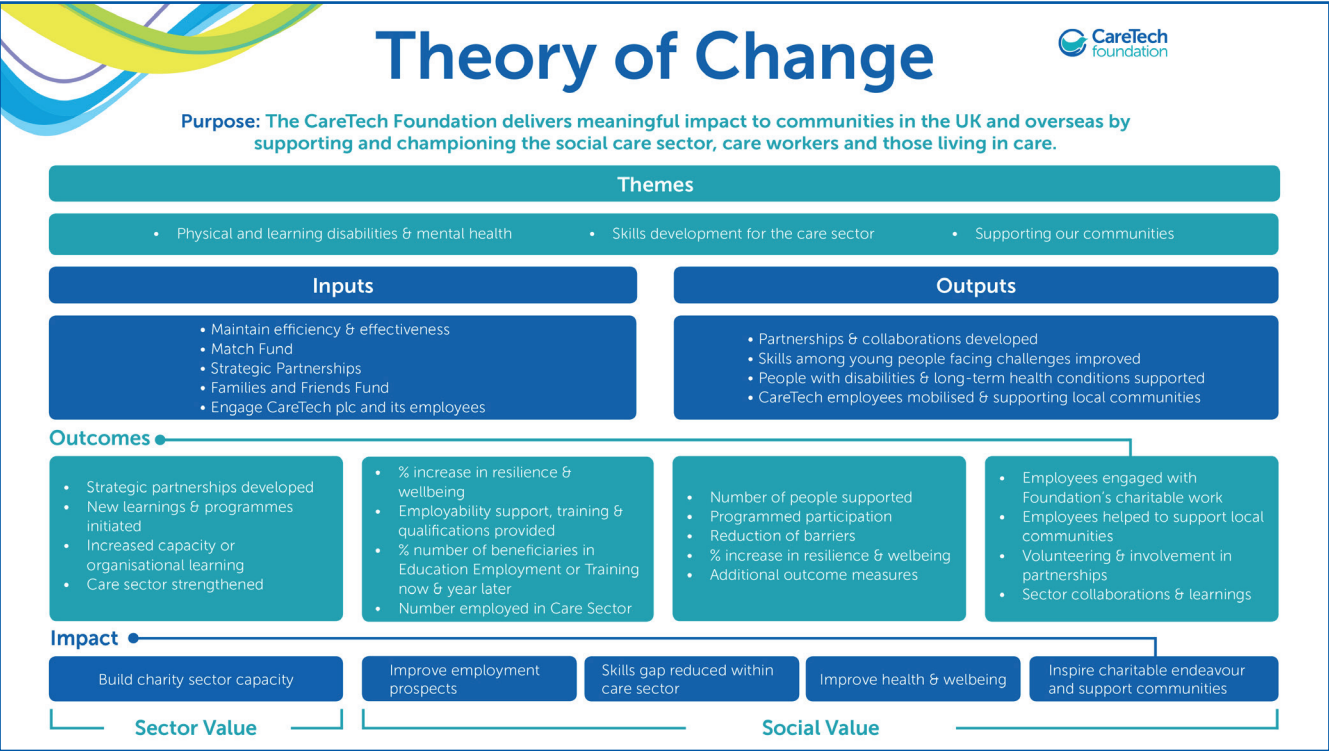 Theory of Change
CareTech
foundation
Purpose: The CareTech Foundation delivers meaningful impact to communities in the UK and overseas by
supporting and championing the social care sector, care workers and those living in care.
Themes
• Physical and learning disabilities & mental health
• Skills development for the care sector
• Supporting our communities
Inputs
• Maintain efficiency & effectiveness
• Match Fund
• Strategic Partnerships
• Families and Friends Fund
• Engage CareTech plc and its employees
Outputs
• Partnerships & collaborations developed
• Skills among young people facing challenges improved
• People with disabilities & long-term health conditions supported
• CareTech employees mobilised & supporting local communities
Outcomes
• Strategic partnerships developed
• New learnings & programmes
initiated
• Increased capacity or
organisational learning
• Care sector strengthened
• % increase in resilience &
wellbeing
• Employability support, training &
qualifications provided
• % number of beneficiaries in
Education Employment or Training
now & year later
• Number employed in Care Sector
• Number of people supported
• Programmed participation
• Reduction of barriers
• % increase in resilience & welbeing
• Additional outcome measures
• Employees engaged with
Foundation's charitable work
• Employees helped to support local
communities
• Volunteering & involvement in
partnerships
• Sector collaborations & learnings
Impact
Build charity sector capacity
Improve employment
prospects
Skills gap reduced within
care sector
Improve health & welbeing
Inspire charitable endeavour
and support communities
Sector Value
Social Value